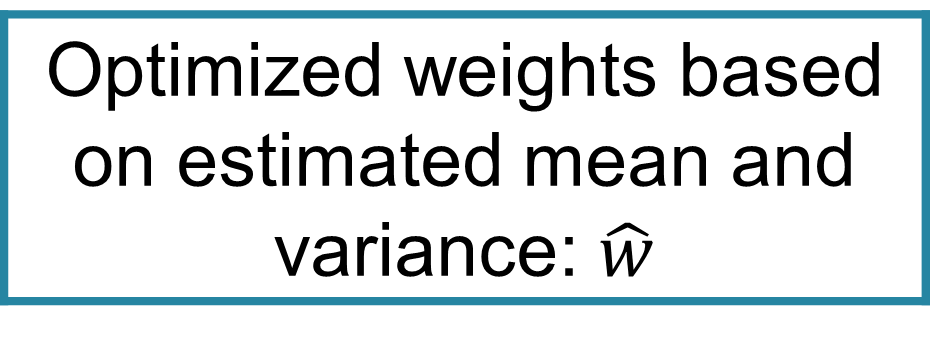 Optimized weights based
on estimated mean and
variance: ŵ